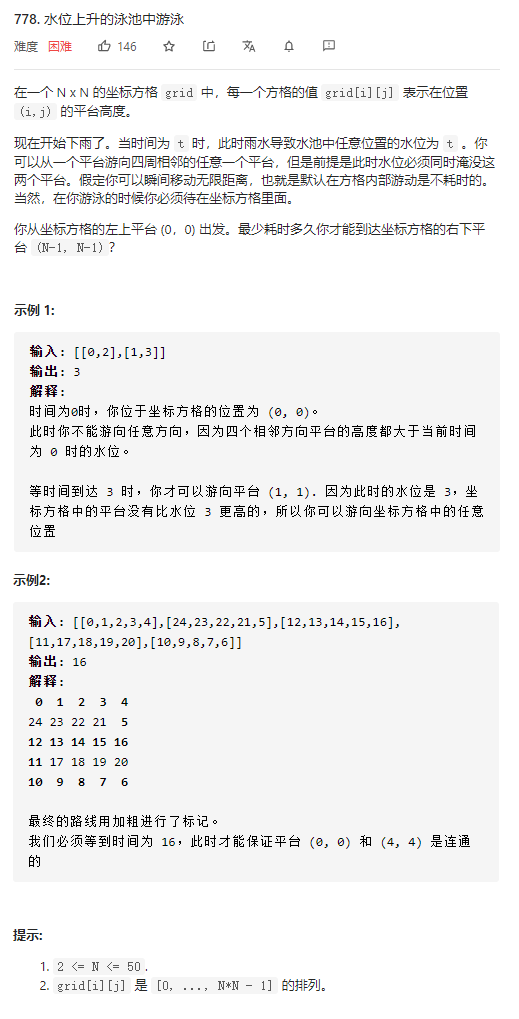 778. 水位上升的泳池中游泳
难度 困难 146
在一个 N x N 的坐标方格 grid 中，每一个方格的值 grid[i][j] 表示在位置
(i,j) 的平台高度。
现在开始下雨了。当时间为 t 时，此时雨水导致水池中任意位置的水位为 t 。你
可以从一个平台游向四周相邻的任意一个平台，但是前提是此时水位必须同时淹没这
两个平台。假定你可以瞬间移动无限距离，也就是默认在方格内部游动是不耗时的。
当然，在你游泳的时候你必须待在坐标方格里面。
你从坐标方格的左上平台 (0，0) 出发。最少耗时多久你才能到达坐标方格的右下平
台 (N-1, N-1)？
示例 1:
输入: [[0,2],[1,3]]
输出: 3
解释:
时间为0时，你位于坐标方格的位置为 (0, 0)。
此时你不能游向任意方向，因为四个相邻方向平台的高度都大于当前时间
为 0 时的水位。
等时间到达 3 时，你才可以游向平台 (1, 1). 因为此时的水位是 3，坐
标方格中的平台没有比水位 3 更高的，所以你可以游向坐标方格中的任意
位置
示例2:
输入: [[0,1,2,3,4],[24,23,22,21,5],[12,13,14,15,16],
[11,17,18,19,20],[10,9,8,7,6]]
输出: 16
解释:
0 1 2 3 4
24 23 22 21 5
12 13 14 15 16
11 17 18 19 20
10 9 8 7 6
最终的路线用加粗进行了标记。
我们必须等到时间为 16，此时才能保证平台 (0, 0) 和 (4, 4) 是连通
的
提示:
1. 2 <= N <= 50.
2. grid[i][j] 是 [0, ..., N*N - 1] 的排列。